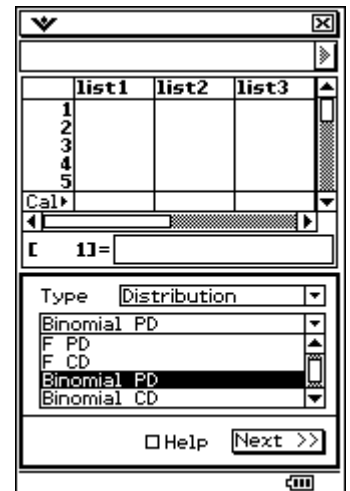 list1 list2 list3
1
2
3
4
5
Cal
[ 1]=
Type Distribution
Binomial PD
F PD
F CD
Binomial PD
Binomial CD
Help Next >>